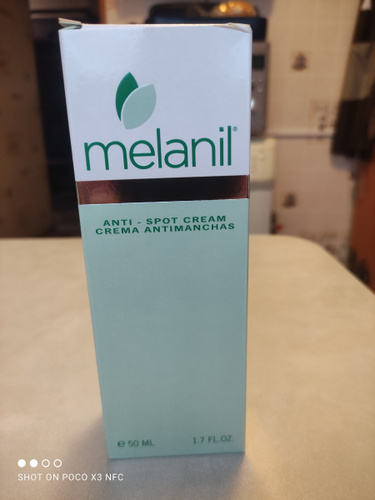 melanil®
ANTI - SPOT CREAM
CREMA ANTIMANCHAS
℮ 50 ML 1.7 FL.OZ.
SHOT ON POCO X3 NFC